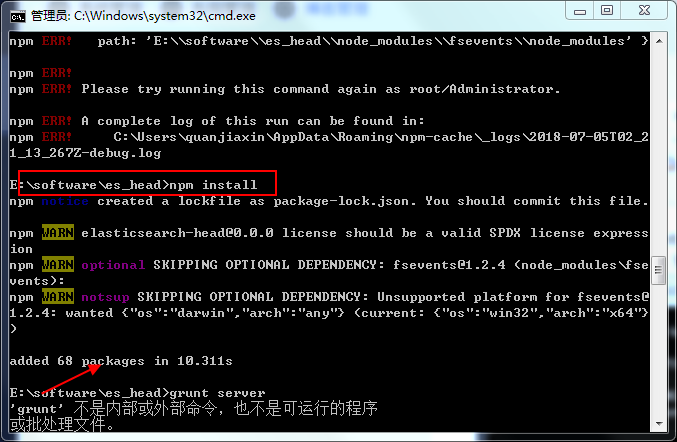 管理员: C:\Windows\system32\cmd.exe
npm ERR!   path: 'E:\\software\\es_head\\node_modules\\fsevents\\node_modules' }
npm ERR!
npm ERR! Please try running this command again as root/Administrator.
npm ERR! A complete log of this run can be found in:
npm ERR!     C:\Users\quanjiaxin\AppData\Roaming\npm-cache\_logs\2018-07-05T02_2
1_13_267Z-debug.log
E:\software\es_head>npm install
npm notice created a lockfile as package-lock.json. You should commit this file.
npm WARN elasticsearch-head@0.0.0 license should be a valid SPDX license express
ion
npm WARN optional SKIPPING OPTIONAL DEPENDENCY: fsevents@1.2.4 (node_modules\fse
vents):
npm WARN notsup SKIPPING OPTIONAL DEPENDENCY: Unsupported platform for fsevents@
1.2.4: wanted {"os":"darwin","arch":"any"} (current: {"os":"win32","arch":"x64"}
)
added 68 packages in 10.311s
E:\software\es_head>grunt server
'grunt' 不是内部或外部命令，也不是可运行的程序
或批处理文件。